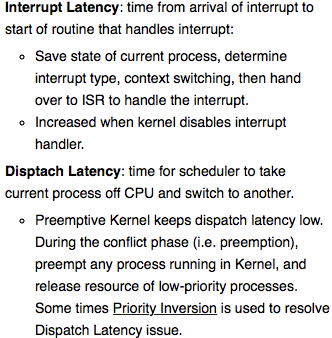 Interrupt Latency: time from arrival of interrupt to
start of routine that handles interrupt:
Save state of current process, determine
interrupt type, context switching, then hand
over to ISR to handle the interrupt.
Increased when kernel disables interrupt
handler.
Disptach Latency: time for scheduler to take
current process off CPU and switch to another.
Preemptive Kernel keeps dispatch latency low.
During the conflict phase (i.e. preemption),
preempt any process running in Kernel, and
release resource of low-priority processes.
Some times Priority Inversion is used to resolve
Dispatch Latency issue.